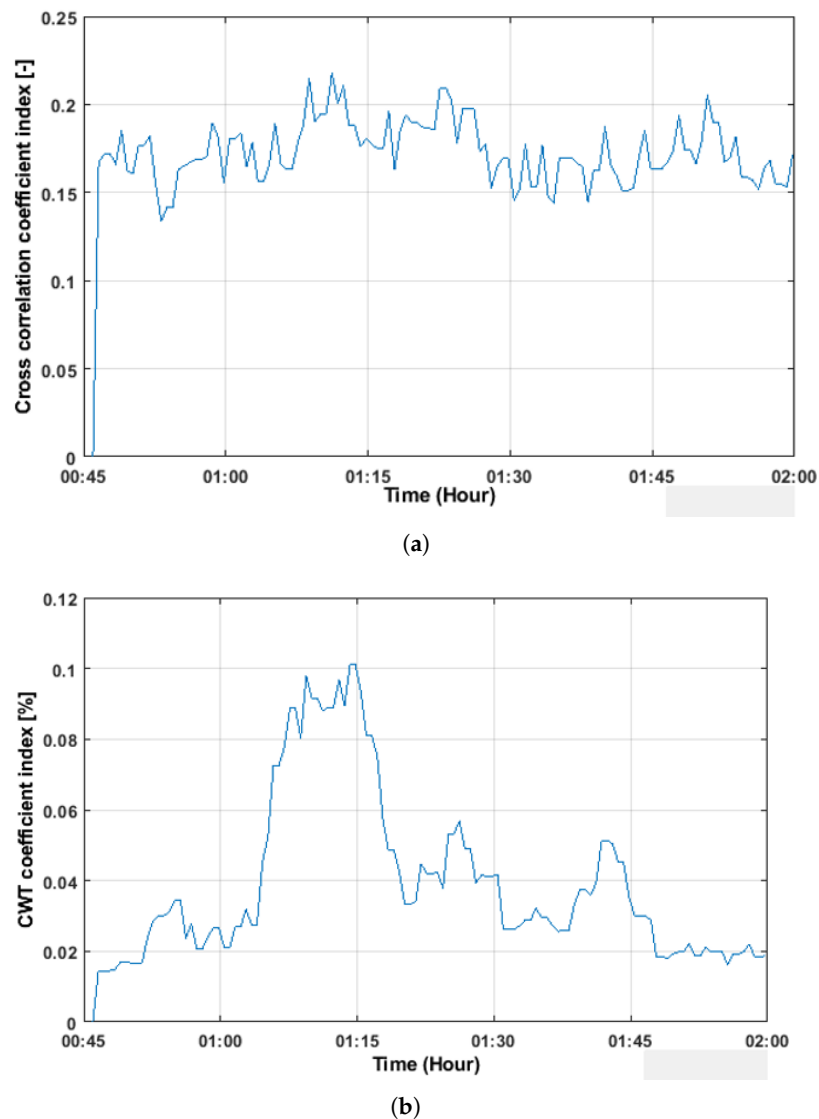 0.25
0.2
0.15
0.1
0.05
0
Cross correlation coefficient index [-]
00:45 01:00 01:15 01:30 01:45 02:00
Time (Hour)
(a)
0.12
0.1
0.08
0.06
0.04
0.02
0
CWT coefficient index [%]
00:45 01:00 01:15 01:30 01:45 02:00
Time (Hour)
(b)